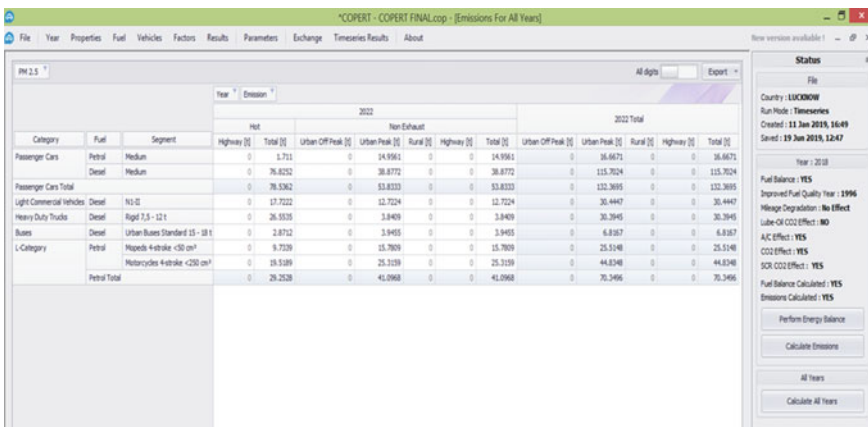 *COPERT - COPERT FINAL.cop - [Emissions For All Years]
File Year Properties Fuel Vehicles Factors Results Parameters Exchange Timeseries Results About New version available !
PM 2.5 All digits Export
Year Emission
2022 2022 Total
Hot Non Exhaust
Category Fuel Segment Highway [t] Total [t] Urban Off Peak [t] Urban Peak [t] Rural [t] Highway [t] Total [t] Urban Off Peak [t] Urban Peak [t] Rural [t] Highway [t] Total [t]
Passenger Cars Petrol Medium 0 1.711 0 14.9561 0 0 14.9561 0 16.6671 0 0 16.6671
Diesel Medium 0 76.8252 0 38.8772 0 0 38.8772 0 115.7024 0 0 115.7024
Passenger Cars Total 0 78.5362 0 53.8333 0 0 53.8333 0 132.3695 0 0 132.3695
Light Commercial Vehicles Diesel N1-II 0 17.7222 0 12.7224 0 0 12.7224 0 30.4447 0 0 30.4447
Heavy Duty Trucks Diesel Rigid 7,5 - 12 t 0 26.5535 0 3.8409 0 0 3.8409 0 30.3945 0 0 30.3945
Buses Diesel Urban Buses Standard 15 - 18 t 0 2.8712 0 3.9455 0 0 3.9455 0 6.8167 0 0 6.8167
L-Category Petrol Mopeds 4-stroke <50 cm³ 0 9.7339 0 15.7809 0 0 15.7809 0 25.5148 0 0 25.5148
Motorcycles 4-stroke <250 cm³ 0 19.5189 0 25.3159 0 0 25.3159 0 44.8348 0 0 44.8348
Petrol Total 0 29.2528 0 41.0968 0 0 41.0968 0 70.3496 0 0 70.3496
Status
File
Country : LUCKNOW
Run Mode : Timeseries
Created : 11 Jan 2019, 16:49
Saved : 19 Jun 2019, 12:47
Year : 2018
Fuel Balance : YES
Improved Fuel Quality Year : 1996
Mileage Degradation : No Effect
Lube-Oil CO2 Effect : NO
A/C Effect : YES
CO2 Effect : YES
SCR CO2 Effect : YES
Fuel Balance Calculated : YES
Emissions Calculated : YES
Perform Energy Balance
Calculate Emissions
All Years
Calculate All Years